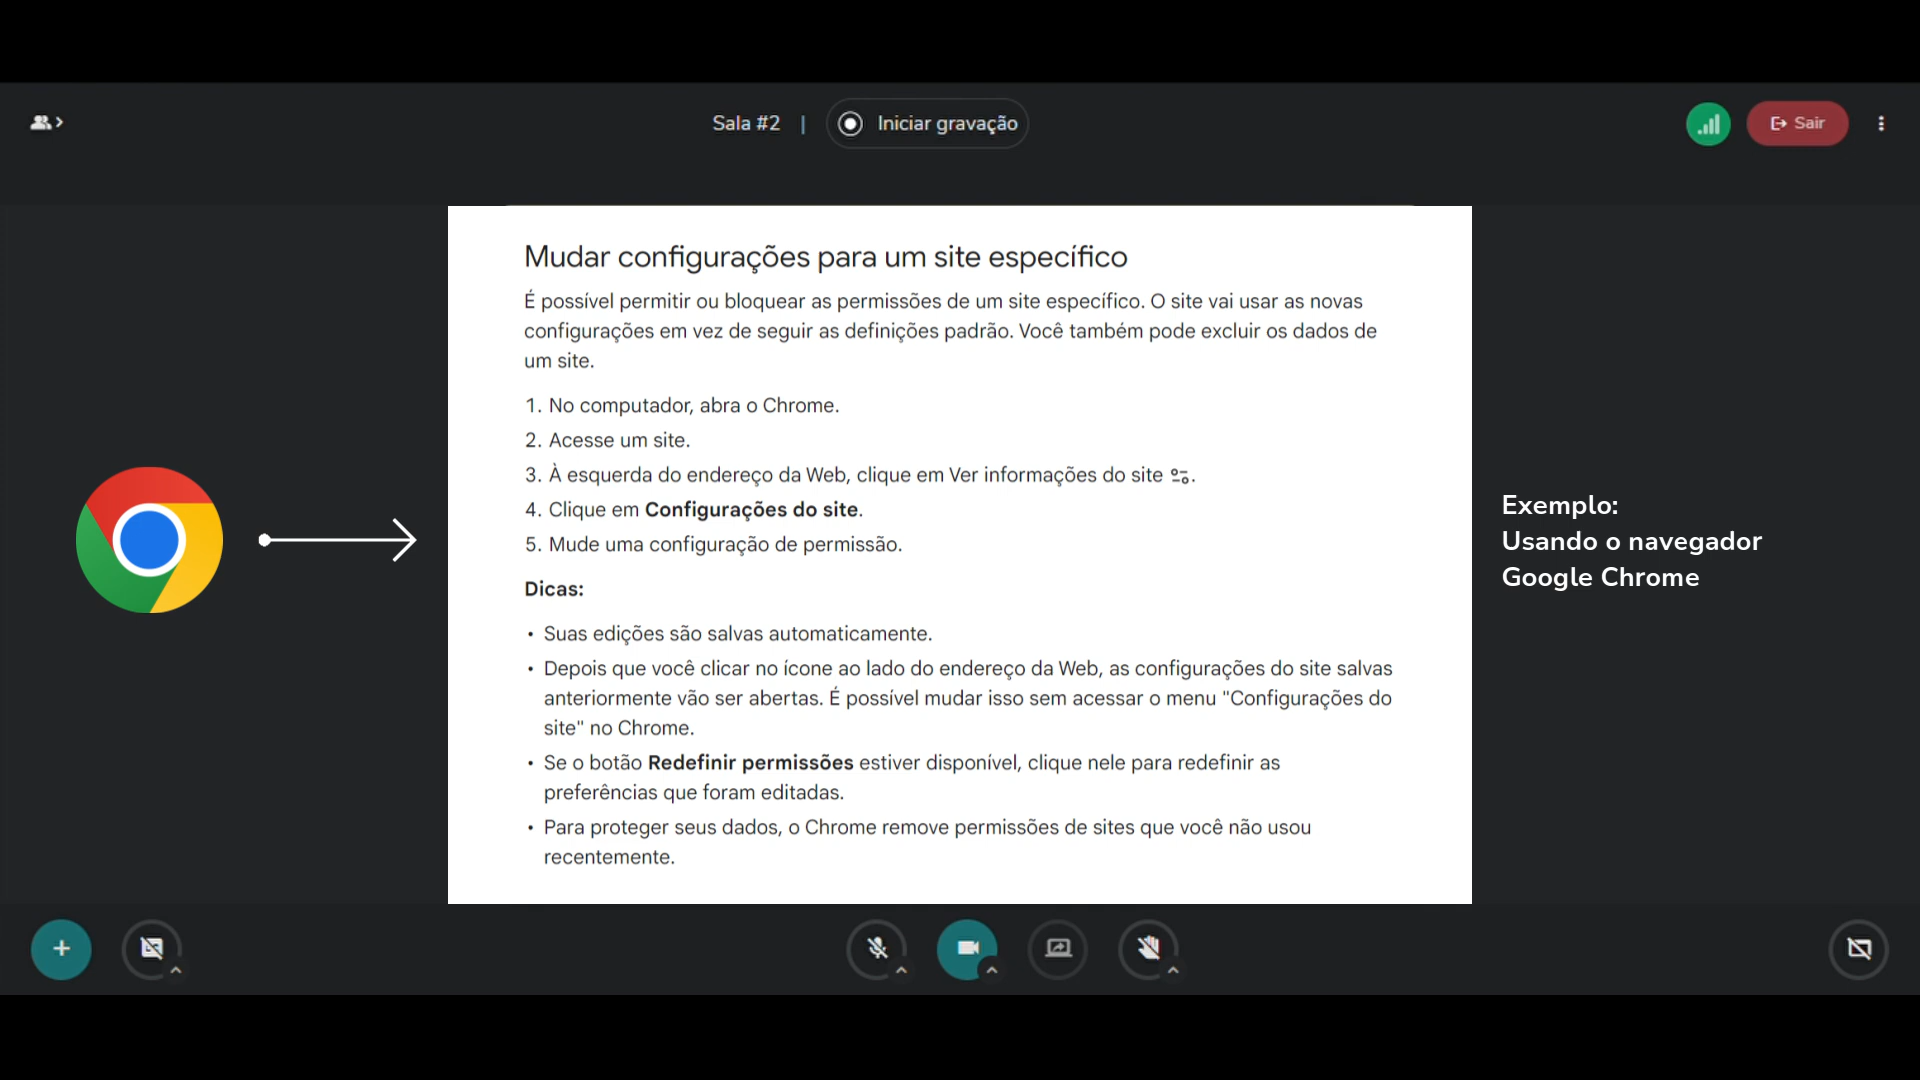 Sala #2 | Iniciar gravação
Sair
Mudar configurações para um site específico
É possível permitir ou bloquear as permissões de um site específico. O site vai usar as novas
configurações em vez de seguir as definições padrão. Você também pode excluir os dados de
um site.
1. No computador, abra o Chrome.
2. Acesse um site.
3. À esquerda do endereço da Web, clique em Ver informações do site .
4. Clique em Configurações do site.
5. Mude uma configuração de permissão.
Dicas:
• Suas edições são salvas automaticamente.
• Depois que você clicar no ícone ao lado do endereço da Web, as configurações do site salvas
anteriormente vão ser abertas. É possível mudar isso sem acessar o menu "Configurações do
site" no Chrome.
• Se o botão Redefinir permissões estiver disponível, clique nele para redefinir as
preferências que foram editadas.
• Para proteger seus dados, o Chrome remove permissões de sites que você não usou
recentemente.
Exemplo:
Usando o navegador
Google Chrome